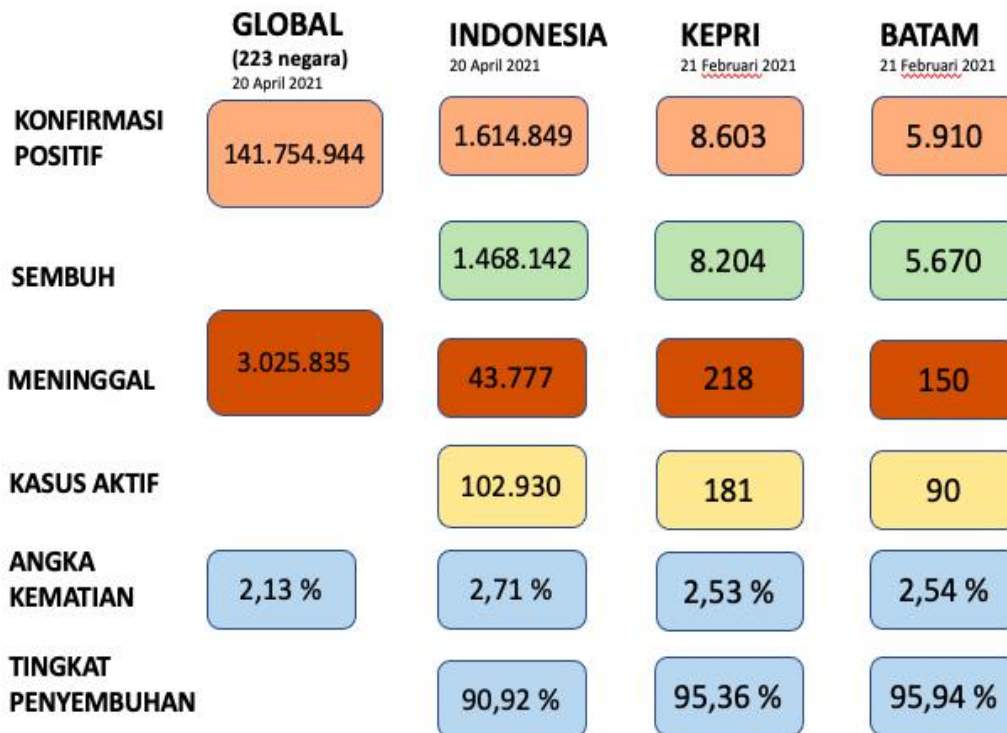 GLOBAL
(223 negara)
20 April 2021
INDONESIA
20 April 2021
KEPRI
21 Februari 2021
BATAM
21 Februari 2021
KONFIRMASI
POSITIF
141.754.944
1.614.849
8.603
5.910
SEMBUH
1.468.142
8.204
5.670
MENINGGAL
3.025.835
43.777
218
150
KASUS AKTIF
102.930
181
90
ANGKA
KEMATIAN
2,13 %
2,71 %
2,53 %
2,54 %
TINGKAT
PENYEMBUHAN
90,92 %
95,36 %
95,94 %